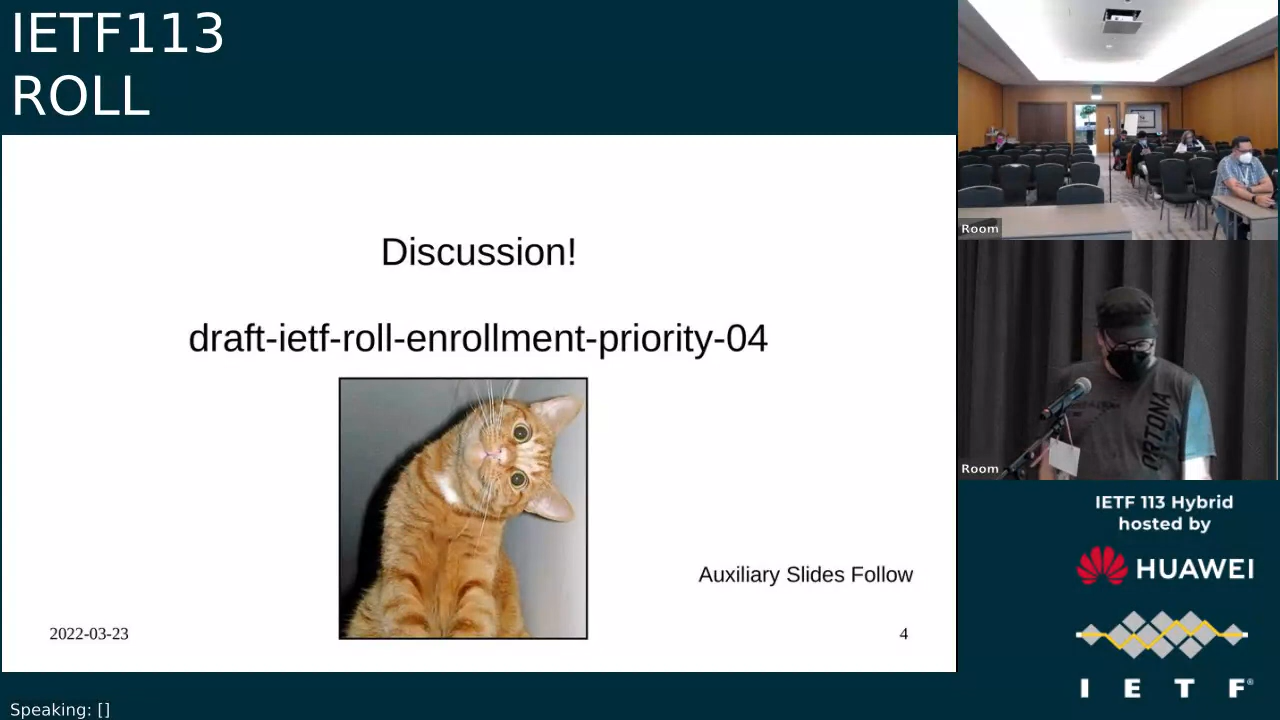 IETF113
ROLL
Discussion!
draft-ietf-roll-enrollment-priority-04
Auxiliary Slides Follow
2022-03-23
4
Speaking: []
Room
ORTONA
Room
IETF 113 Hybrid
hosted by
HUAWEI
I E T F®